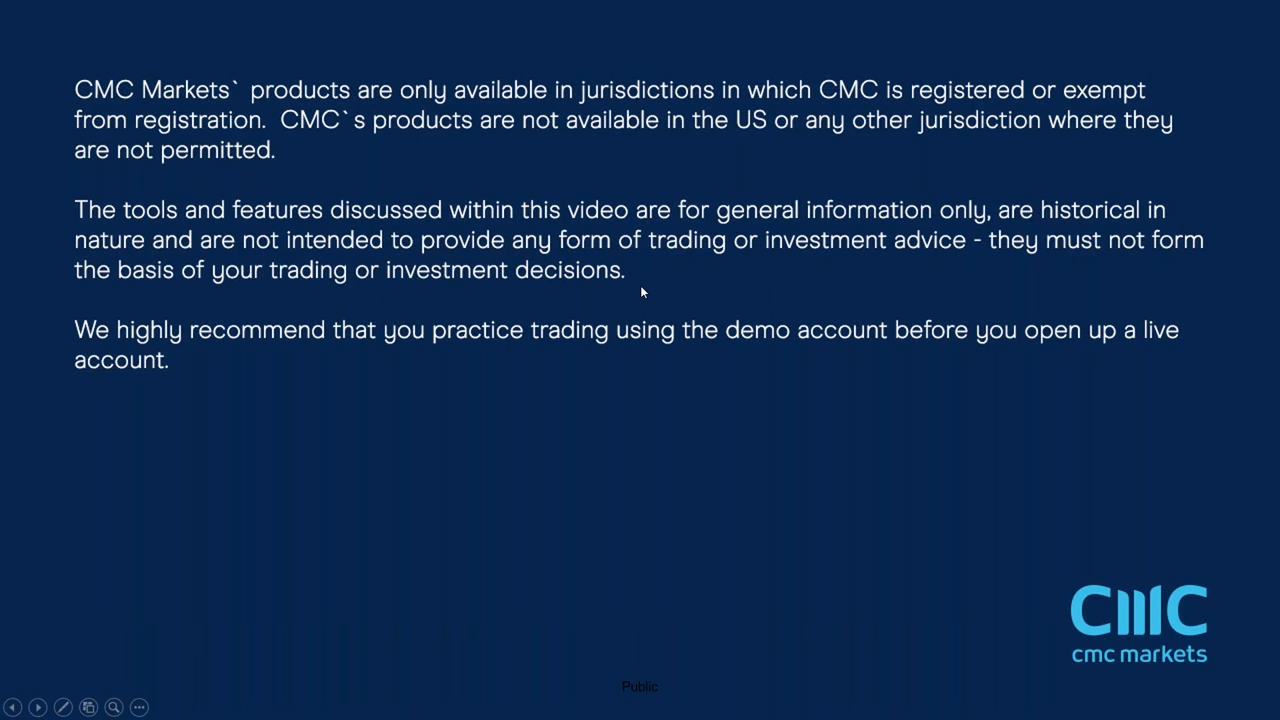 CMC Markets` products are only available in jurisdictions in which CMC is registered or exempt
from registration.  CMC`s products are not available in the US or any other jurisdiction where they
are not permitted.
The tools and features discussed within this video are for general information only, are historical in
nature and are not intended to provide any form of trading or investment advice - they must not form
the basis of your trading or investment decisions.
We highly recommend that you practice trading using the demo account before you open up a live
account.
CMC
cmc markets
Public